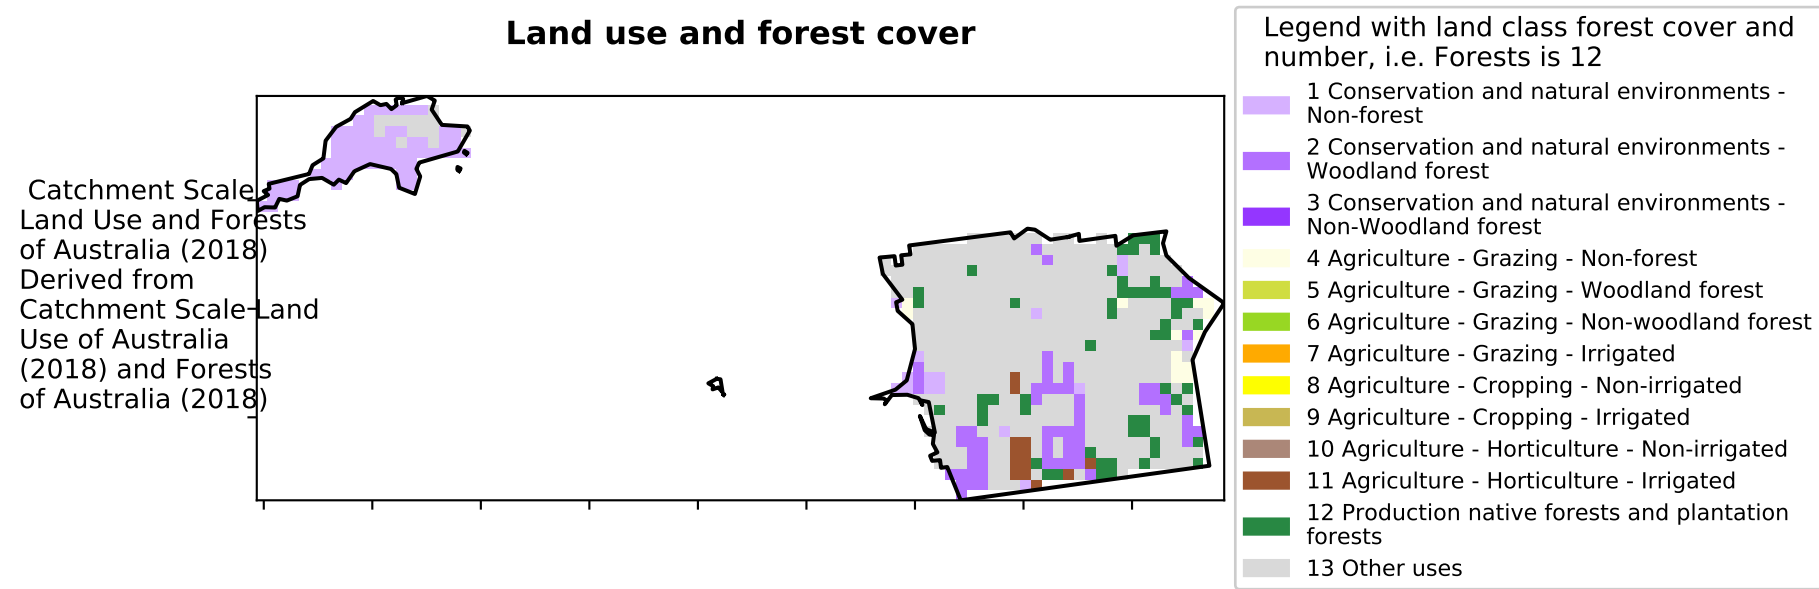 Land use and forest cover
Catchment Scale
Land Use and Forests
of Australia (2018)
Derived from
Catchment Scale Land
Use of Australia
(2018) and Forests
of Australia (2018)
Legend with land class forest cover and
number, i.e. Forests is 12
1 Conservation and natural environments -
Non-forest
2 Conservation and natural environments -
Woodland forest
3 Conservation and natural environments -
Non-Woodland forest
4 Agriculture - Grazing - Non-forest
5 Agriculture - Grazing - Woodland forest
6 Agriculture - Grazing - Non-woodland forest
7 Agriculture - Grazing - Irrigated
8 Agriculture - Cropping - Non-irrigated
9 Agriculture - Cropping - Irrigated
10 Agriculture - Horticulture - Non-irrigated
11 Agriculture - Horticulture - Irrigated
12 Production native forests and plantation
forests
13 Other uses